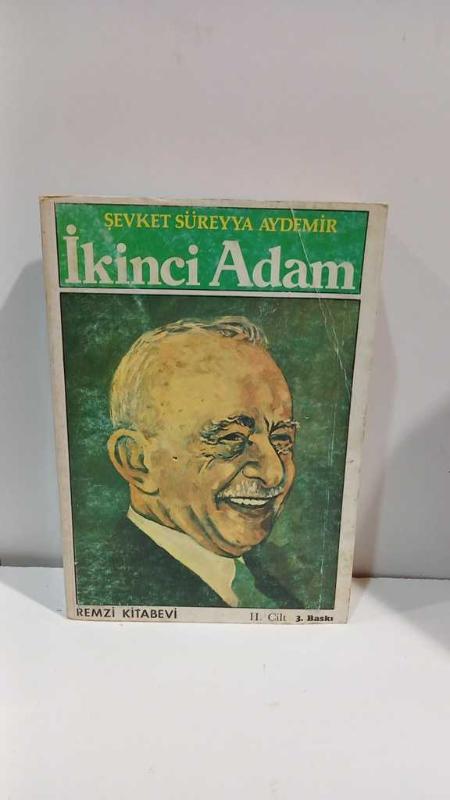 ŞEVKET SÜREYYA AYDEMİR
İkinci Adam
REMZİ KİTABEVİ II. Cilt 3. Baskı